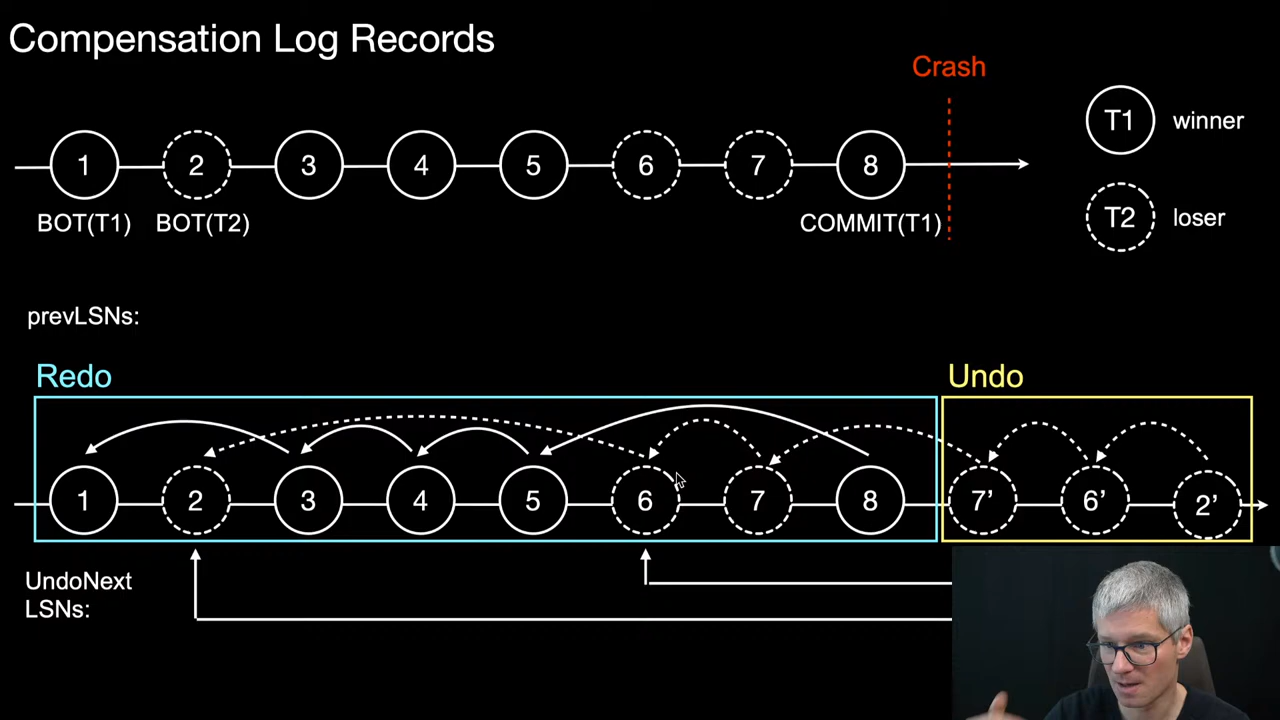 Compensation Log Records
Crash
1 2 3 4 5 6 7 8
T1 winner
BOT(T1) BOT(T2) COMMIT(T1)
T2 loser
prevLSNs:
Redo Undo
1 2 3 4 5 6 7 8 7’ 6’ 2’
UndoNext
LSNs: